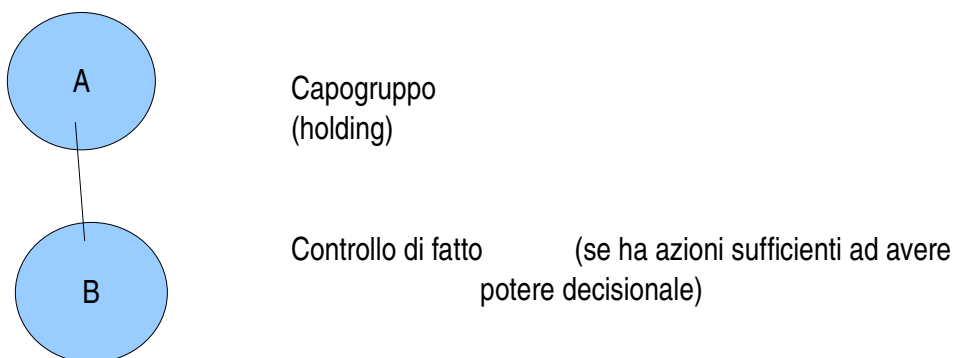 A
Capogruppo
(holding)
Controllo di fatto (se ha azioni sufficienti ad avere
potere decisionale)
B